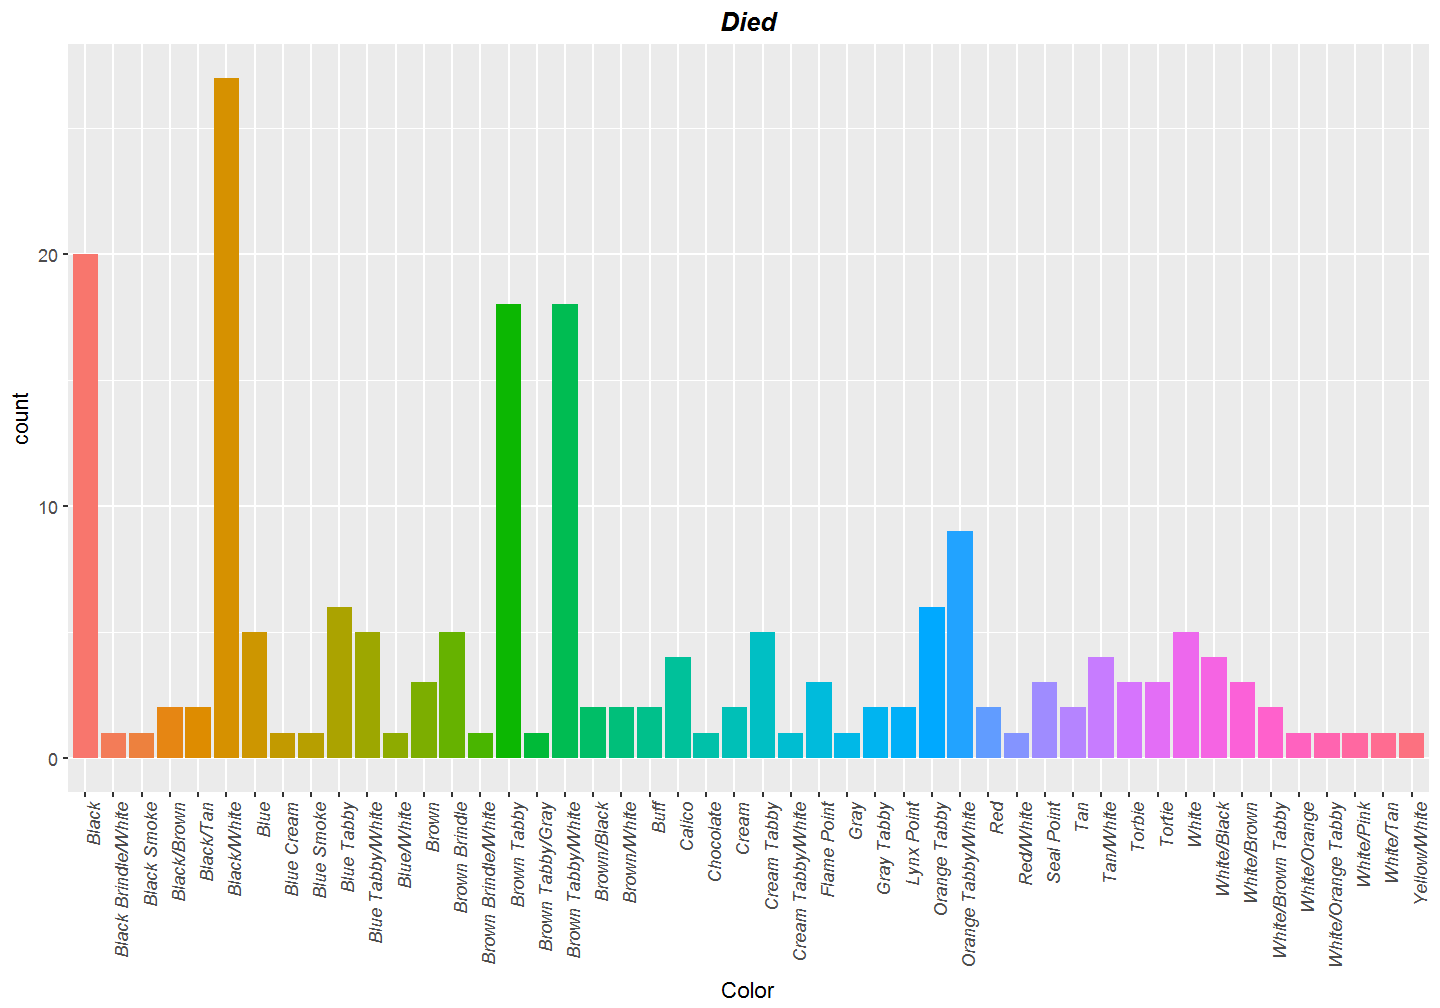 Died
count
20
10
0
Black
Black Brindle/White
Black Smoke
Black/Brown
Black/Tan
Black/White
Blue
Blue Cream
Blue Smoke
Blue Tabby
Blue Tabby/White
Blue/White
Brown
Brown Brindle
Brown Brindle/White
Brown Tabby
Brown Tabby/Gray
Brown Tabby/White
Brown/Black
Brown/White
Buff
Calico
Chocolate
Cream
Cream Tabby
Cream Tabby/White
Flame Point
Gray
Gray Tabby
Lynx Point
Orange Tabby
Orange Tabby/White
Red
Red/White
Seal Point
Tan
Tan/White
Torbie
Tortie
White
White/Black
White/Brown
White/Brown Tabby
White/Orange
White/Orange Tabby
White/Pink
White/Tan
Yellow/White
Color